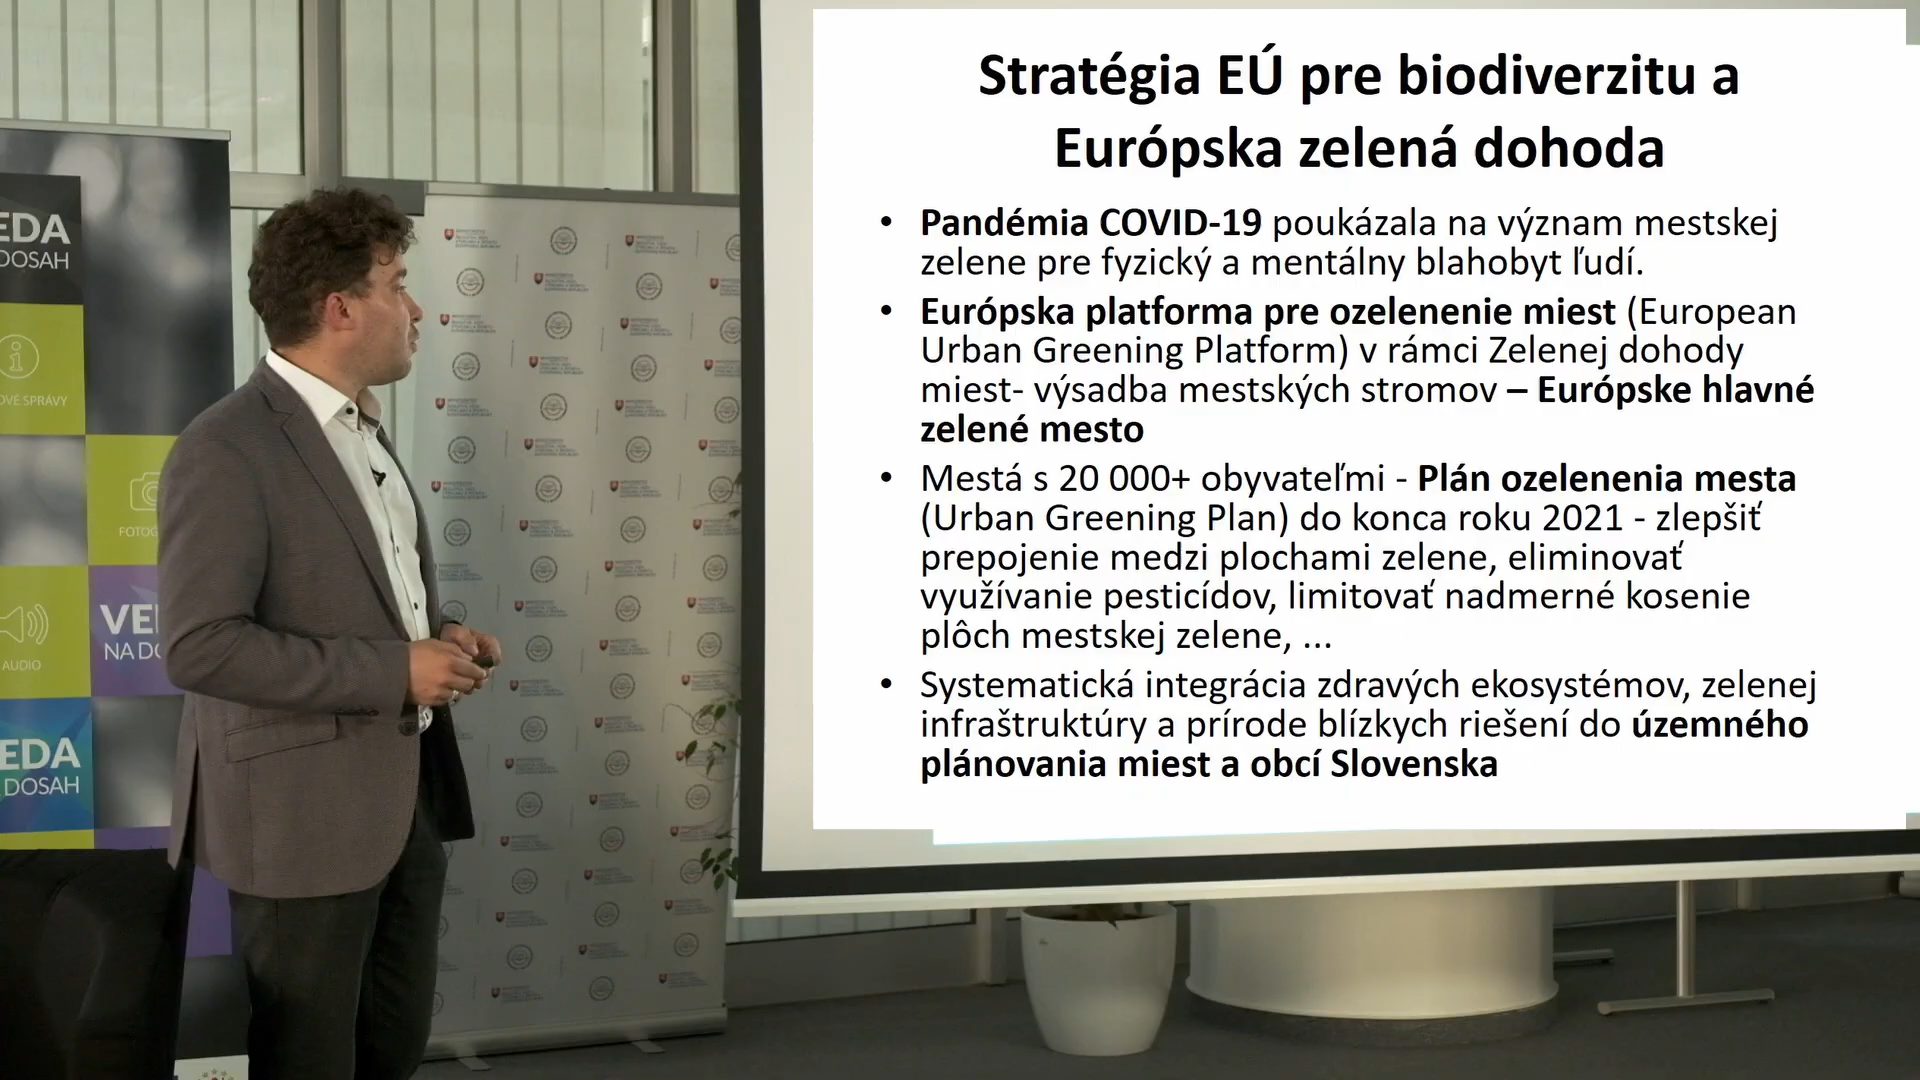 Stratégia EÚ pre biodiverzitu a
Európska zelená dohoda
• Pandémia COVID-19 poukázala na význam mestskej
zelene pre fyzický a mentálny blahobyt ľudí.
• Európska platforma pre ozelenenie miest (European
Urban Greening Platform) v rámci Zelenej dohody
miest- výsadba mestských stromov – Európske hlavné
zelené mesto
• Mestá s 20 000+ obyvateľmi - Plán ozelenenia mesta
(Urban Greening Plan) do konca roku 2021 - zlepšiť
prepojenie medzi plochami zelene, eliminovať
využívanie pesticídov, limitovať nadmerné kosenie
plôch mestskej zelene, ...
• Systematická integrácia zdravých ekosystémov, zelenej
infraštruktúry a prírode blízkych riešení do územného
plánovania miest a obcí Slovenska
EDA
DOSAH
OVÉ SPRÁVY
FOTOG
VE
NA DO
AUDIO
EDA
DOSAH